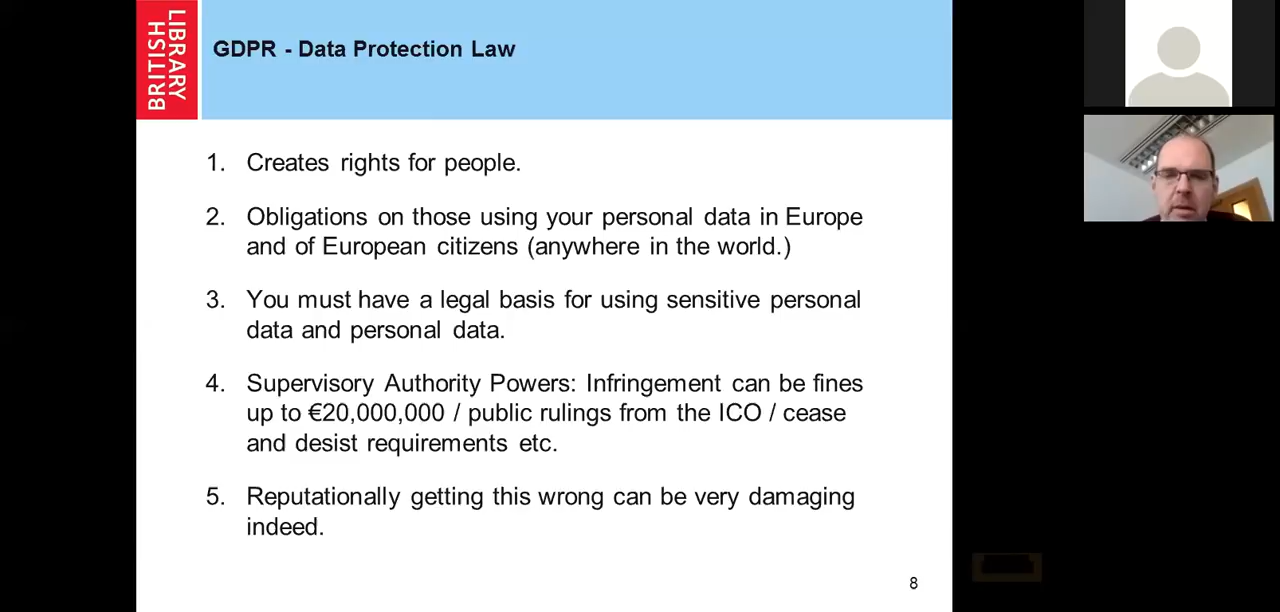 BRITISH
LIBRARY
GDPR - Data Protection Law
1. Creates rights for people.
2. Obligations on those using your personal data in Europe
and of European citizens (anywhere in the world.)
3. You must have a legal basis for using sensitive personal
data and personal data.
4. Supervisory Authority Powers: Infringement can be fines
up to €20,000,000 / public rulings from the ICO / cease
and desist requirements etc.
5. Reputationally getting this wrong can be very damaging
indeed.
8